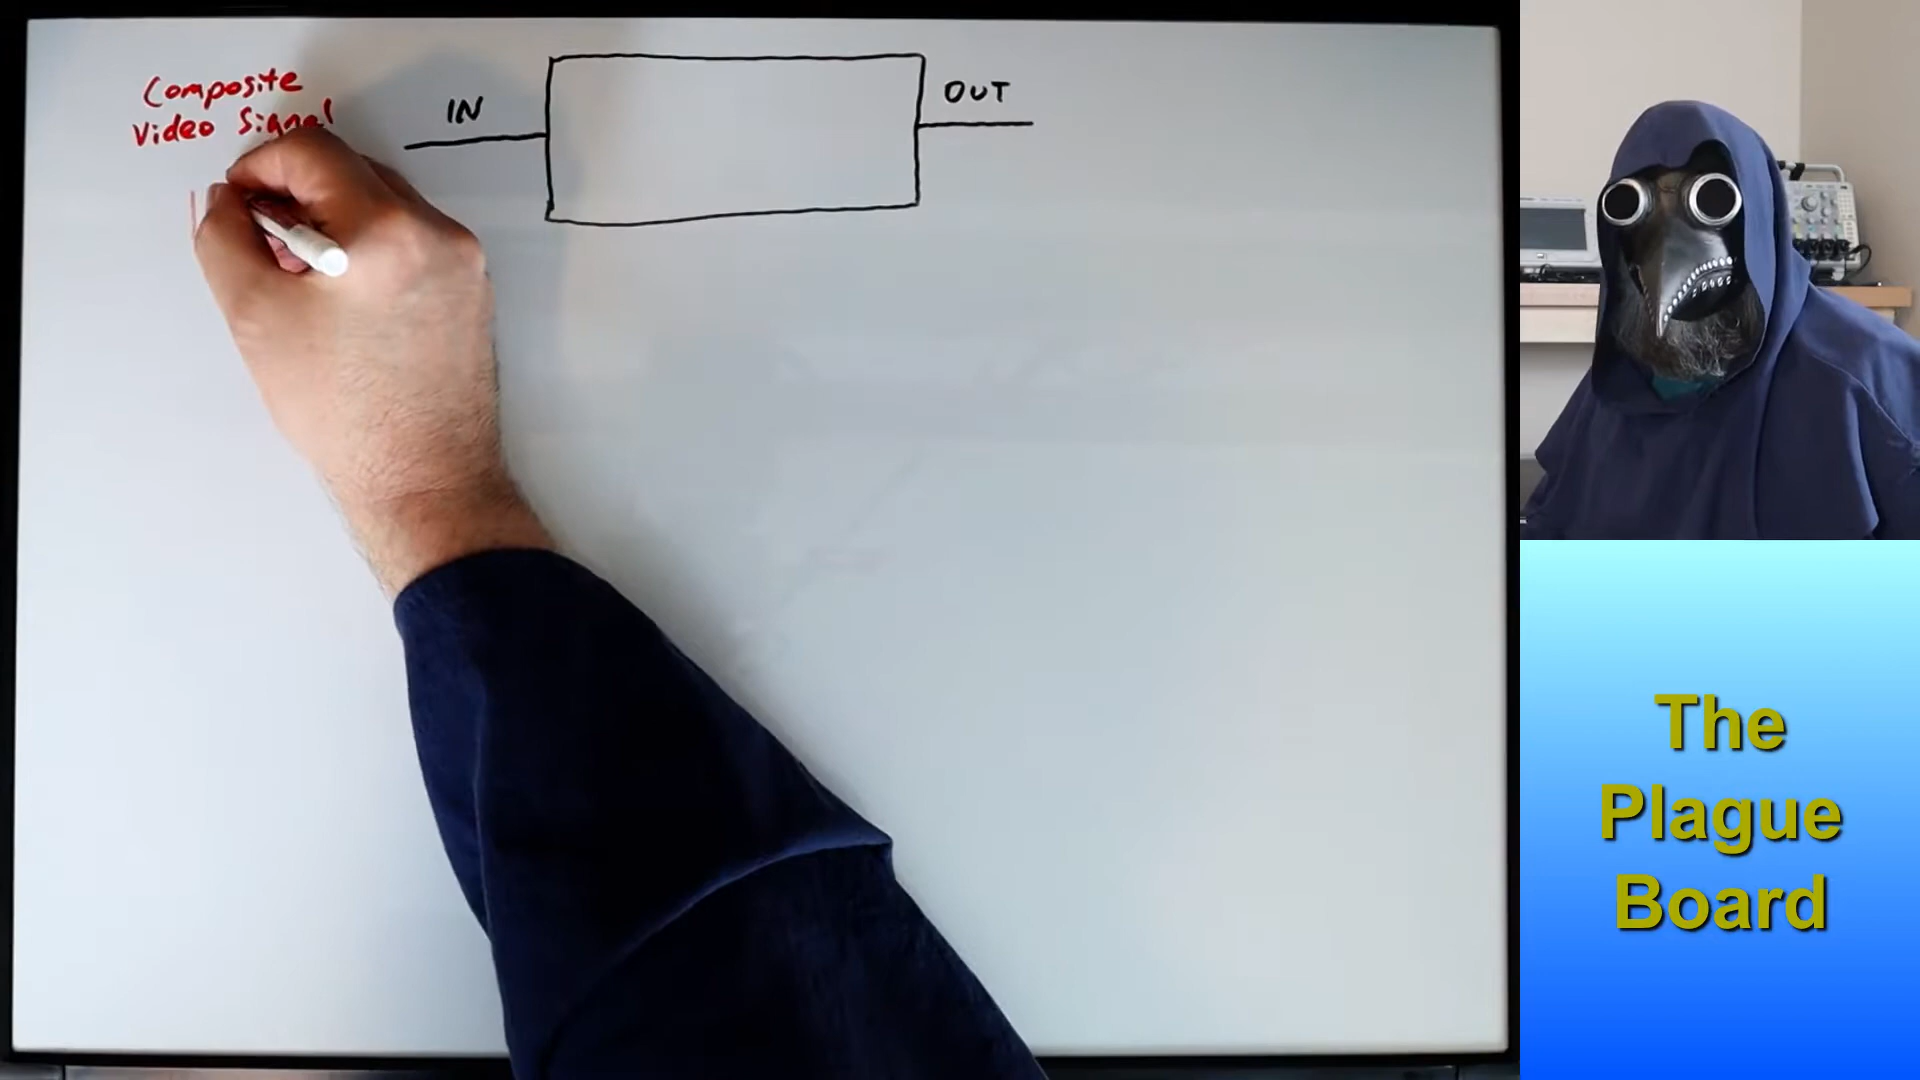 Composite
Video Signal
IN
OUT
The
Plague
Board